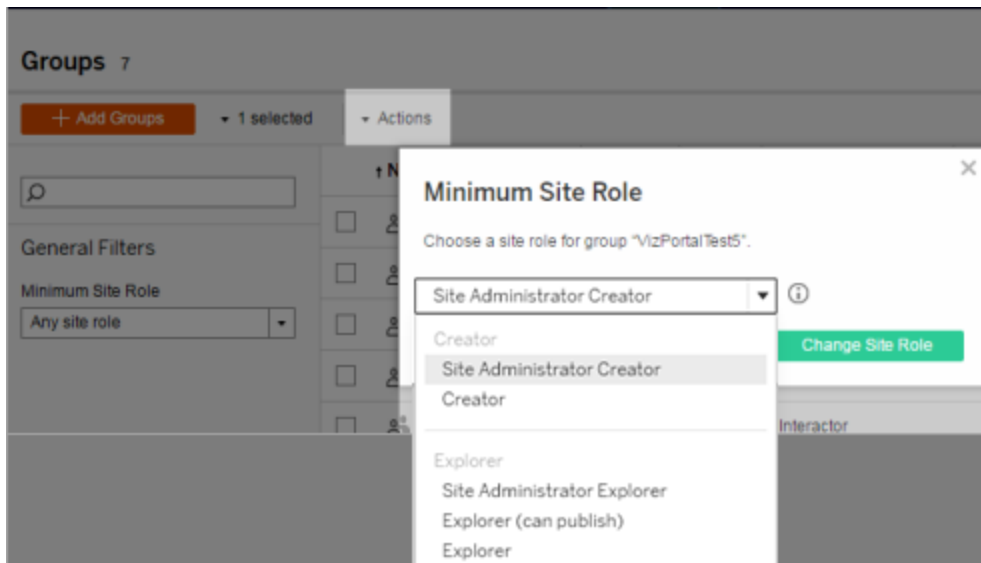 Groups 7
+ Add Groups
1 selected
Actions
↑ N
General Filters
Minimum Site Role
Any site role
Minimum Site Role
Choose a site role for group "VizPortalTest5".
Site Administrator Creator
Change Site Role
Creator
Site Administrator Creator
Creator
Interactor
Explorer
Site Administrator Explorer
Explorer (can publish)
Explorer